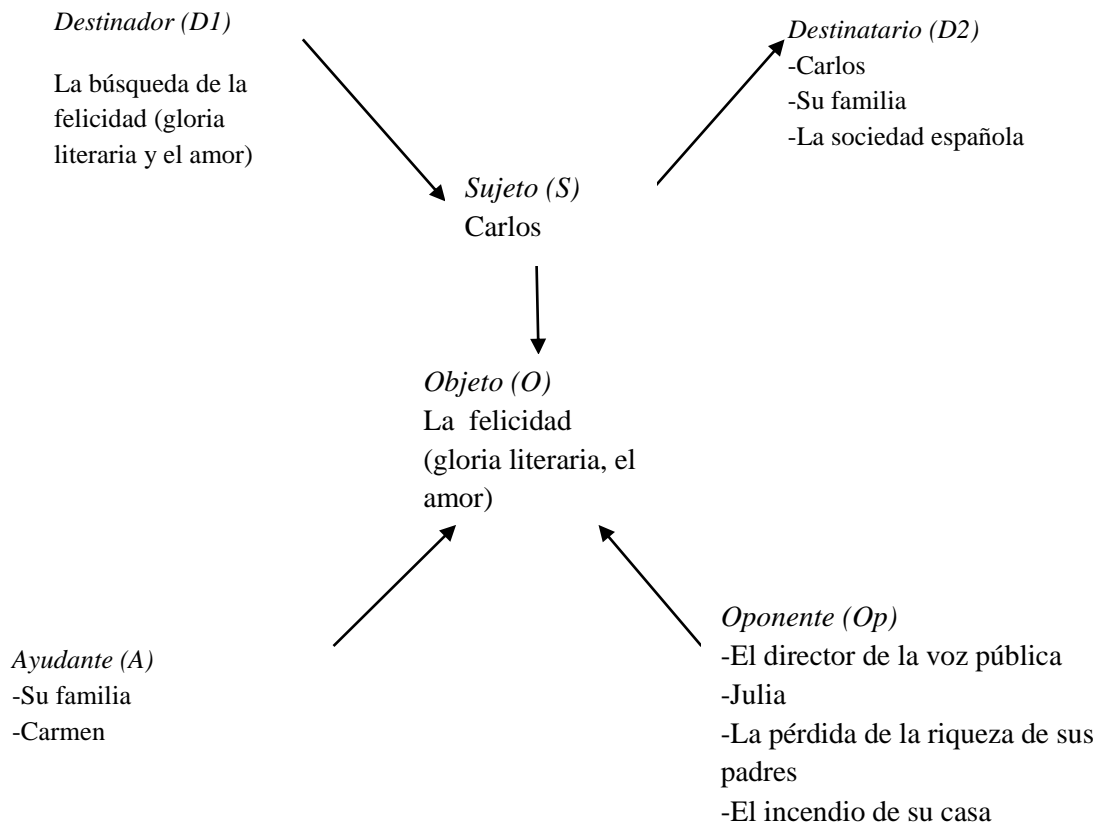 Destinador (D1)
La búsqueda de la
felicidad (gloria
literaria y el amor)
Destinatario (D2)
-Carlos
-Su familia
-La sociedad española
Sujeto (S)
Carlos
Objeto (O)
La felicidad
(gloria literaria, el
amor)
Ayudante (A)
-Su familia
-Carmen
Oponente (Op)
-El director de la voz pública
-Julia
-La pérdida de la riqueza de sus
padres
-El incendio de su casa